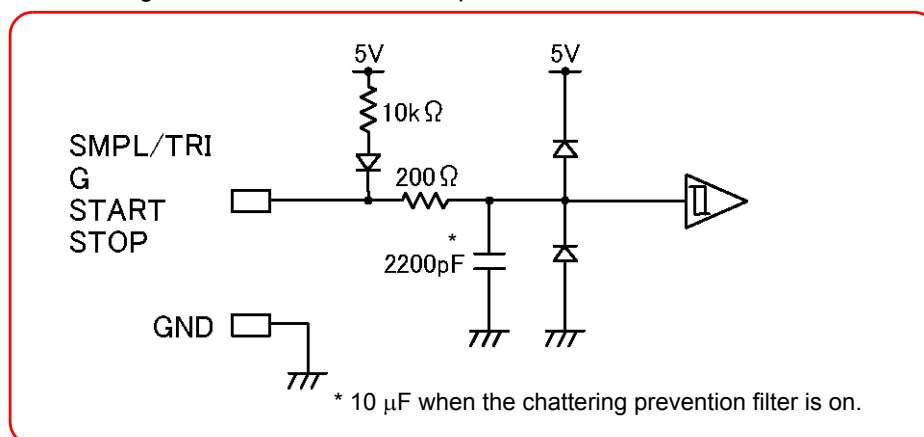 5V
5V
10kΩ
SMPL/TRI
G
200Ω
START
STOP
*
2200pF
GND
* 10 μF when the chattering prevention filter is on.